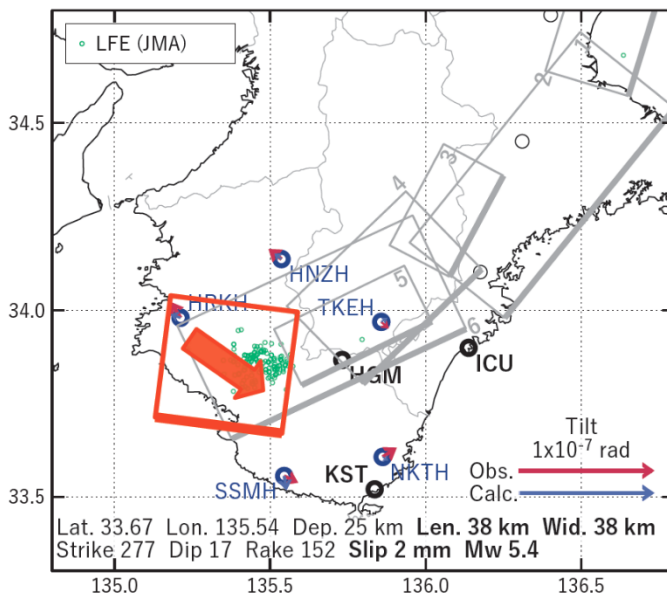 LFE (JMA)
1
2
34.5
3
4
HNZH
5
TKEH
HRKH
34.0
6
HGM
ICU
Tilt
1x10⁻⁷ rad
NKTH
Obs.
KST
SSMH
Calc.
33.5
Lat. 33.67 Lon. 135.54 Dep. 25 km Len. 38 km Wid. 38 km
Strike 277 Dip 17 Rake 152 Slip 2 mm Mw 5.4
135.0 135.5 136.0 136.5